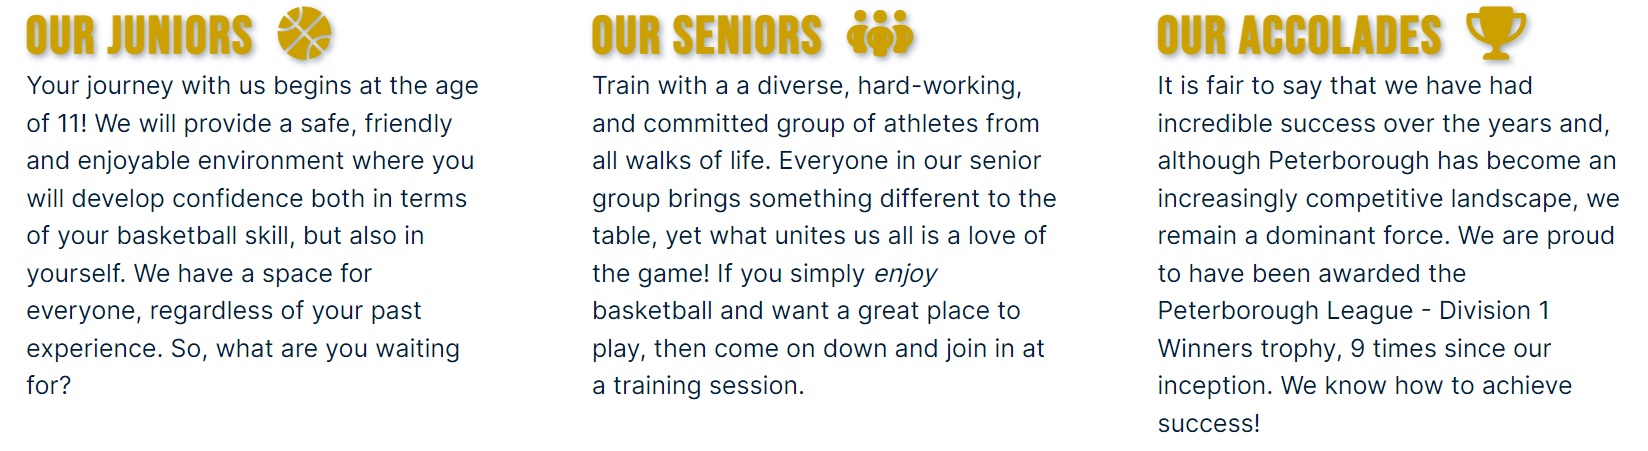 OUR JUNIORS
Your journey with us begins at the age
of 11! We will provide a safe, friendly
and enjoyable environment where you
will develop confidence both in terms
of your basketball skill, but also in
yourself. We have a space for
everyone, regardless of your past
experience. So, what are you waiting
for?
OUR SENIORS
Train with a a diverse, hard-working,
and committed group of athletes from
all walks of life. Everyone in our senior
group brings something different to the
table, yet what unites us all is a love of
the game! If you simply enjoy
basketball and want a great place to
play, then come on down and join in at
a training session.
OUR ACCOLADES
It is fair to say that we have had
incredible success over the years and,
although Peterborough has become an
increasingly competitive landscape, we
remain a dominant force. We are proud
to have been awarded the
Peterborough League - Division 1
Winners trophy, 9 times since our
inception. We know how to achieve
success!